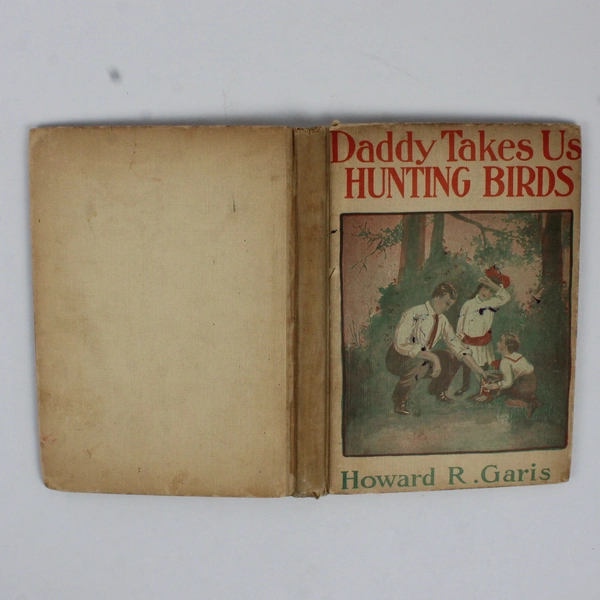 Daddy Takes Us
HUNTING BIRDS
Howard R. Garis